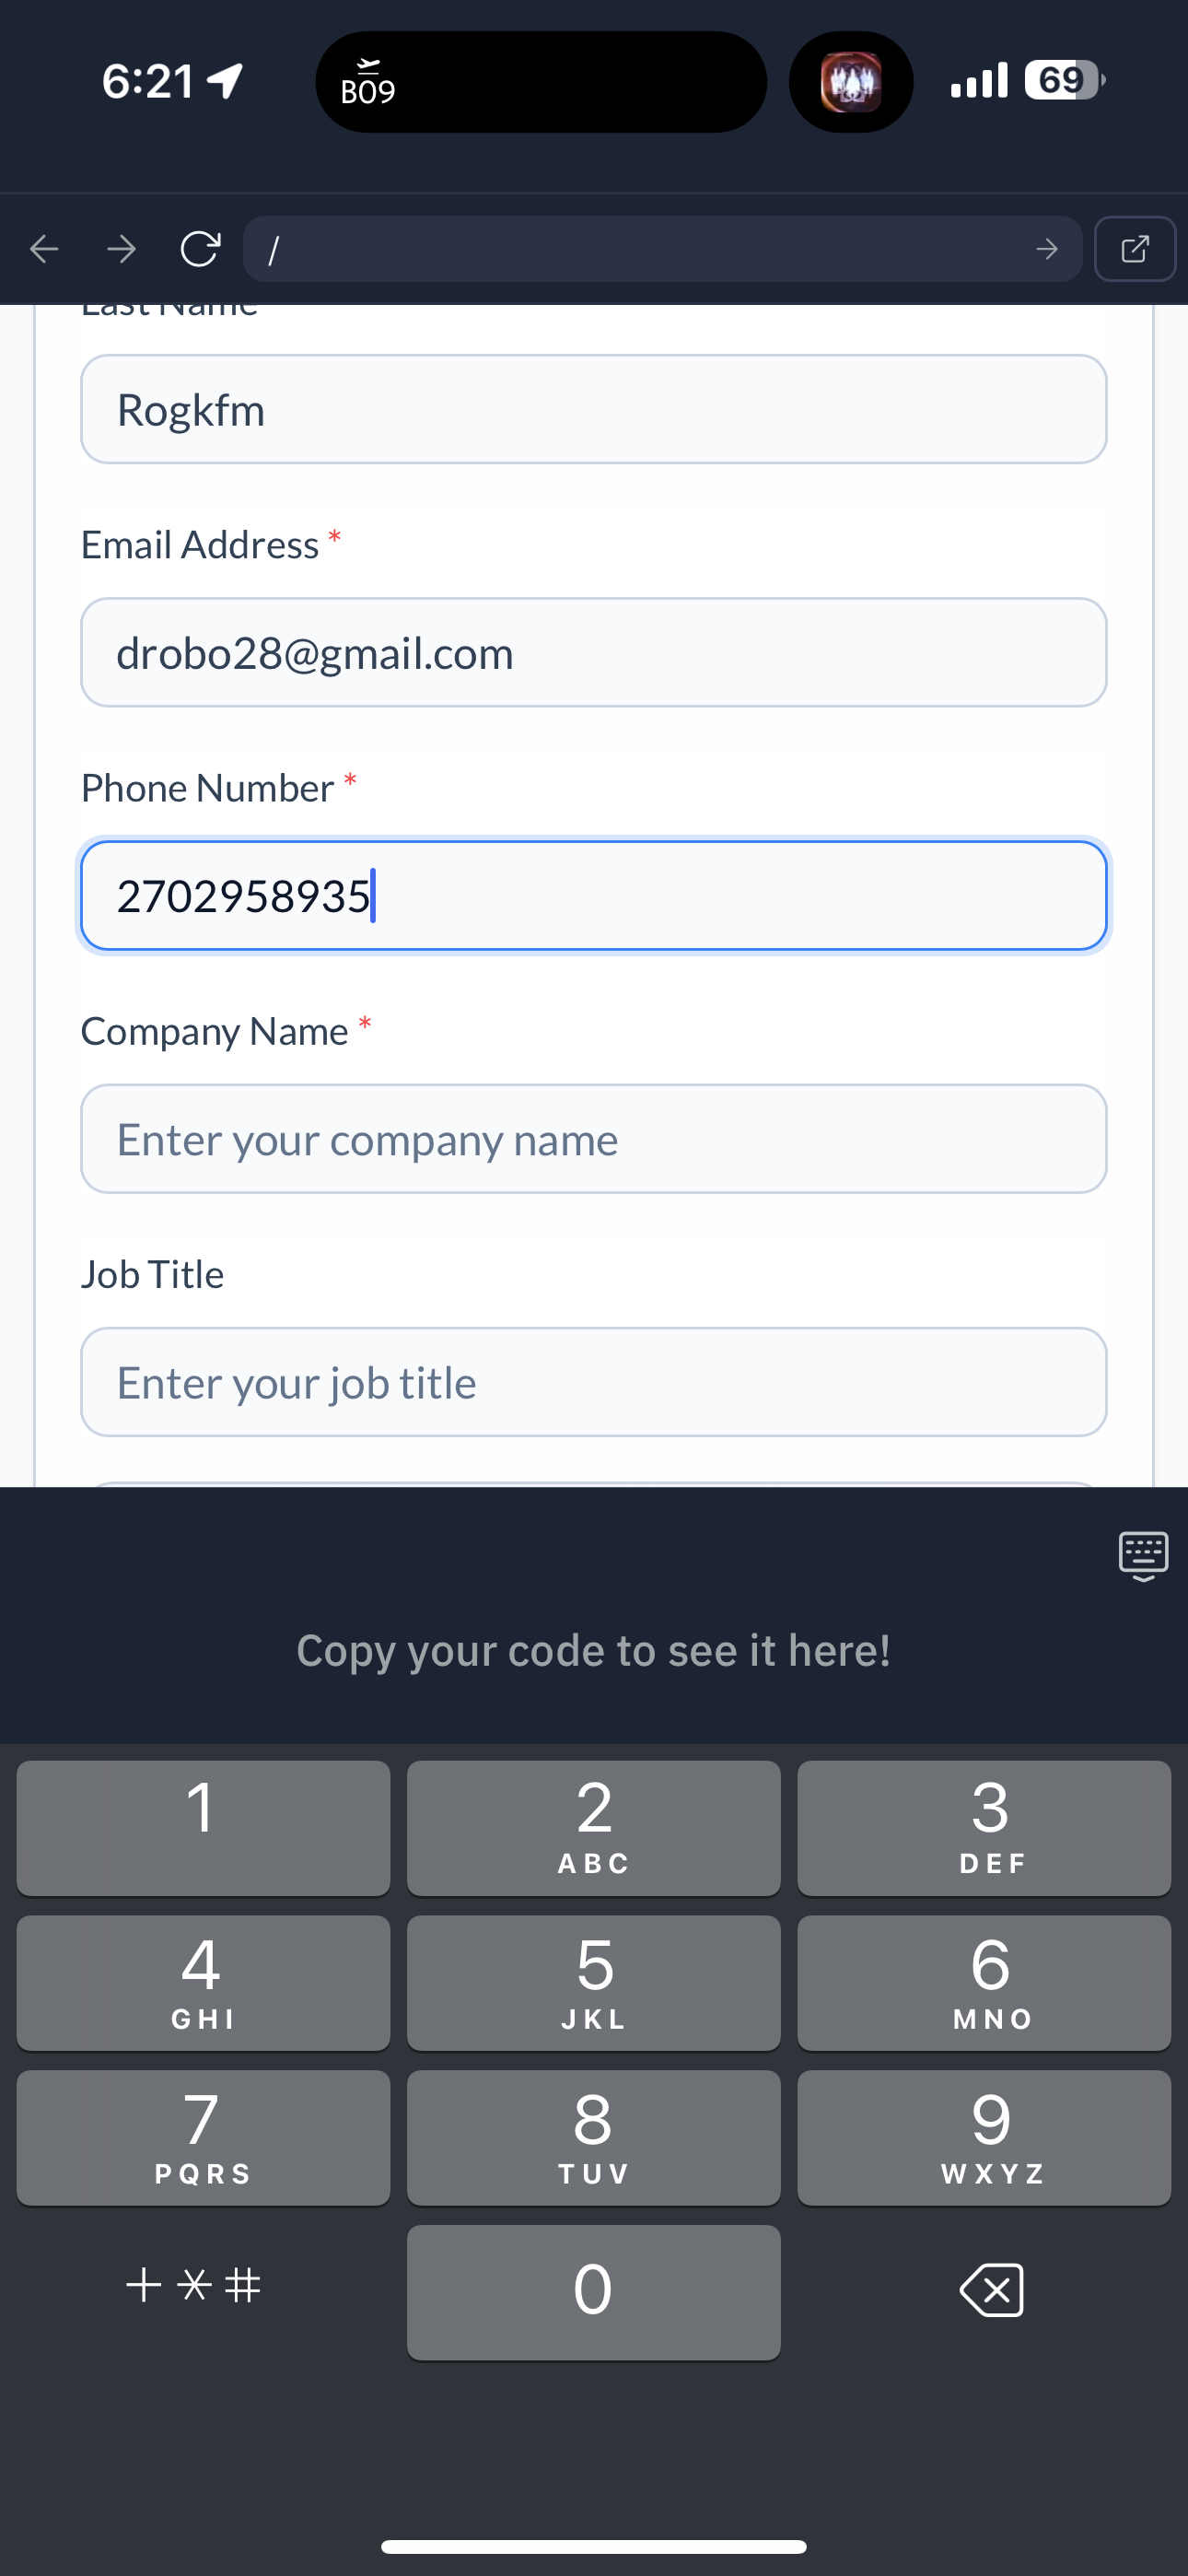 6:21
B09
69
/
Last Name
Rogkfm
Email Address *
drobo28@gmail.com
Phone Number *
2702958935
Company Name *
Enter your company name
Job Title
Enter your job title
Copy your code to see it here!
1
2
ABC
3
DEF
4
GHI
5
JKL
6
MNO
7
PQRS
8
TUV
9
WXYZ
+*#
0